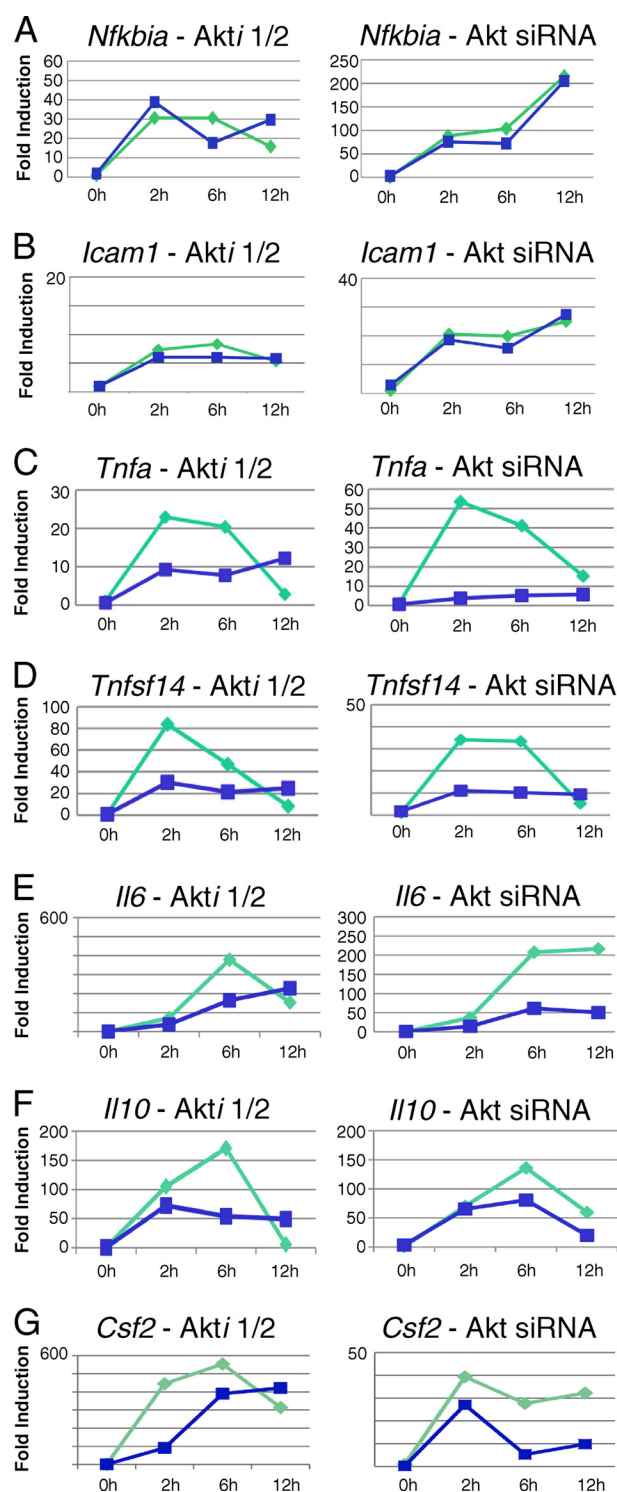 A
Nfkbia - Akti 1/2
Nfkbia - Akt siRNA
Fold Induction
60
50
40
30
20
10
0
0h 2h 6h 12h
250
200
150
100
50
0
0h 2h 6h 12h
B
Icam1 - Akti 1/2
Icam1 - Akt siRNA
Fold Induction
20
0h 2h 6h 12h
40
0h 2h 6h 12h
C
Tnfa - Akti 1/2
Tnfa - Akt siRNA
Fold Induction
30
20
10
0
0h 2h 6h 12h
60
50
40
30
20
10
0
0h 2h 6h 12h
D
Tnfsf14 - Akti 1/2
Tnfsf14 - Akt siRNA
Fold Induction
100
80
60
40
20
0
0h 2h 6h 12h
50
0h 2h 6h 12h
E
Il6 - Akti 1/2
Il6 - Akt siRNA
Fold Induction
600
0h 2h 6h 12h
300
250
200
150
100
50
0
0h 2h 6h 12h
F
Il10 - Akti 1/2
Il10 - Akt siRNA
Fold Induction
200
150
100
50
0
0h 2h 6h 12h
200
150
100
50
0
0h 2h 6h 12h
G
Csf2 - Akti 1/2
Csf2 - Akt siRNA
Fold Induction
600
0h 2h 6h 12h
50
0h 2h 6h 12h